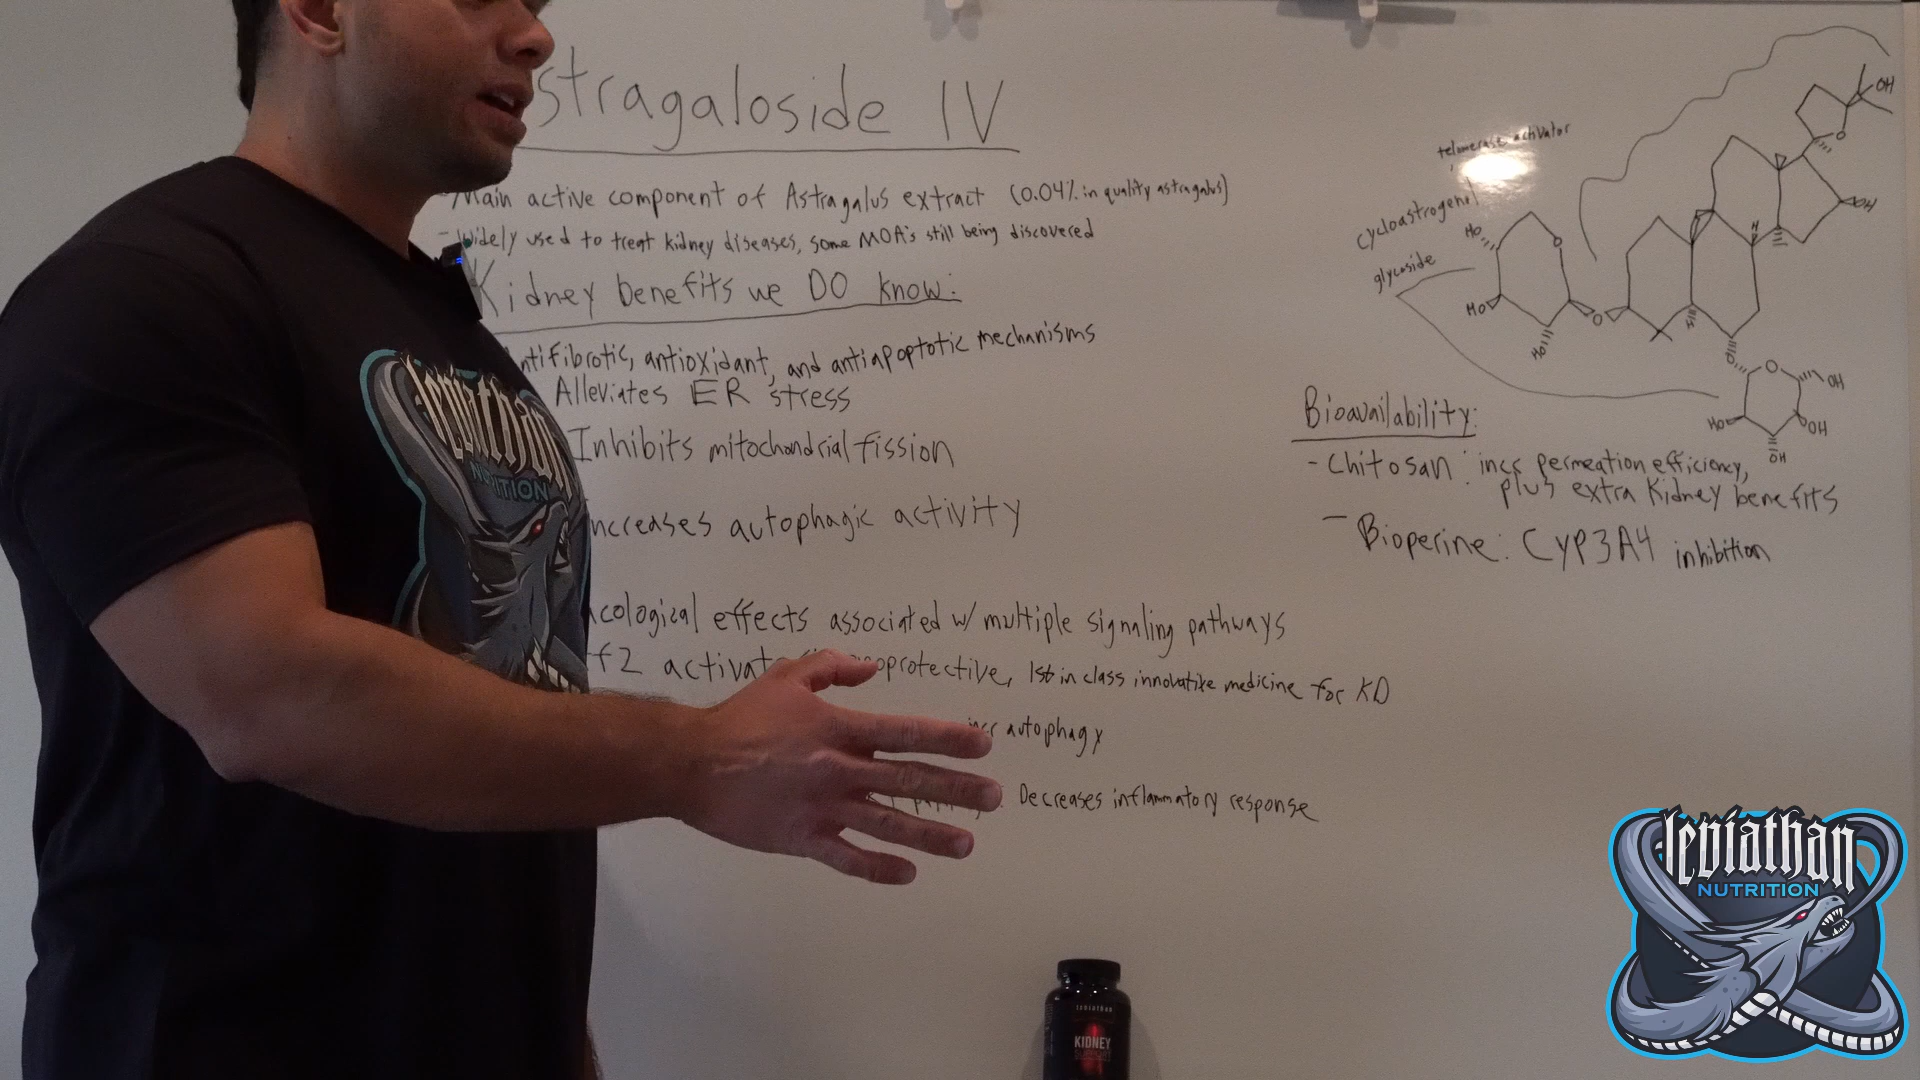 stragaloside IV
- Main active component of Astragalus extract (0.04% in quality astragalus)
- Widely used to treat kidney diseases, some MOA's still being discovered
Kidney benefits we DO know:
ntifibrotic, antioxidant, and antiapoptotic mechanisms
Alleviates ER stress
Inhibits mitochondrial fission
ncreases autophagic activity
cological effects associated w/ multiple signaling pathways
f2 activat oprotective, 1st in class innovative medicine for KD
incr autophagy
Decreases inflammatory response
telomerase activator
cycloastrogenol
glycoside
OH
O
OH
H
HO
O
HO
HO
O
H
O
O
OH
HO
OH
OH
Bioavailability:
- Chitosan: incr permeation efficiency,
plus extra kidney benefits
- Bioperine: CYP3A4 inhibition
leviathan
NUTRITION
leviathan
KIDNEY
leviathan
NUTRITION